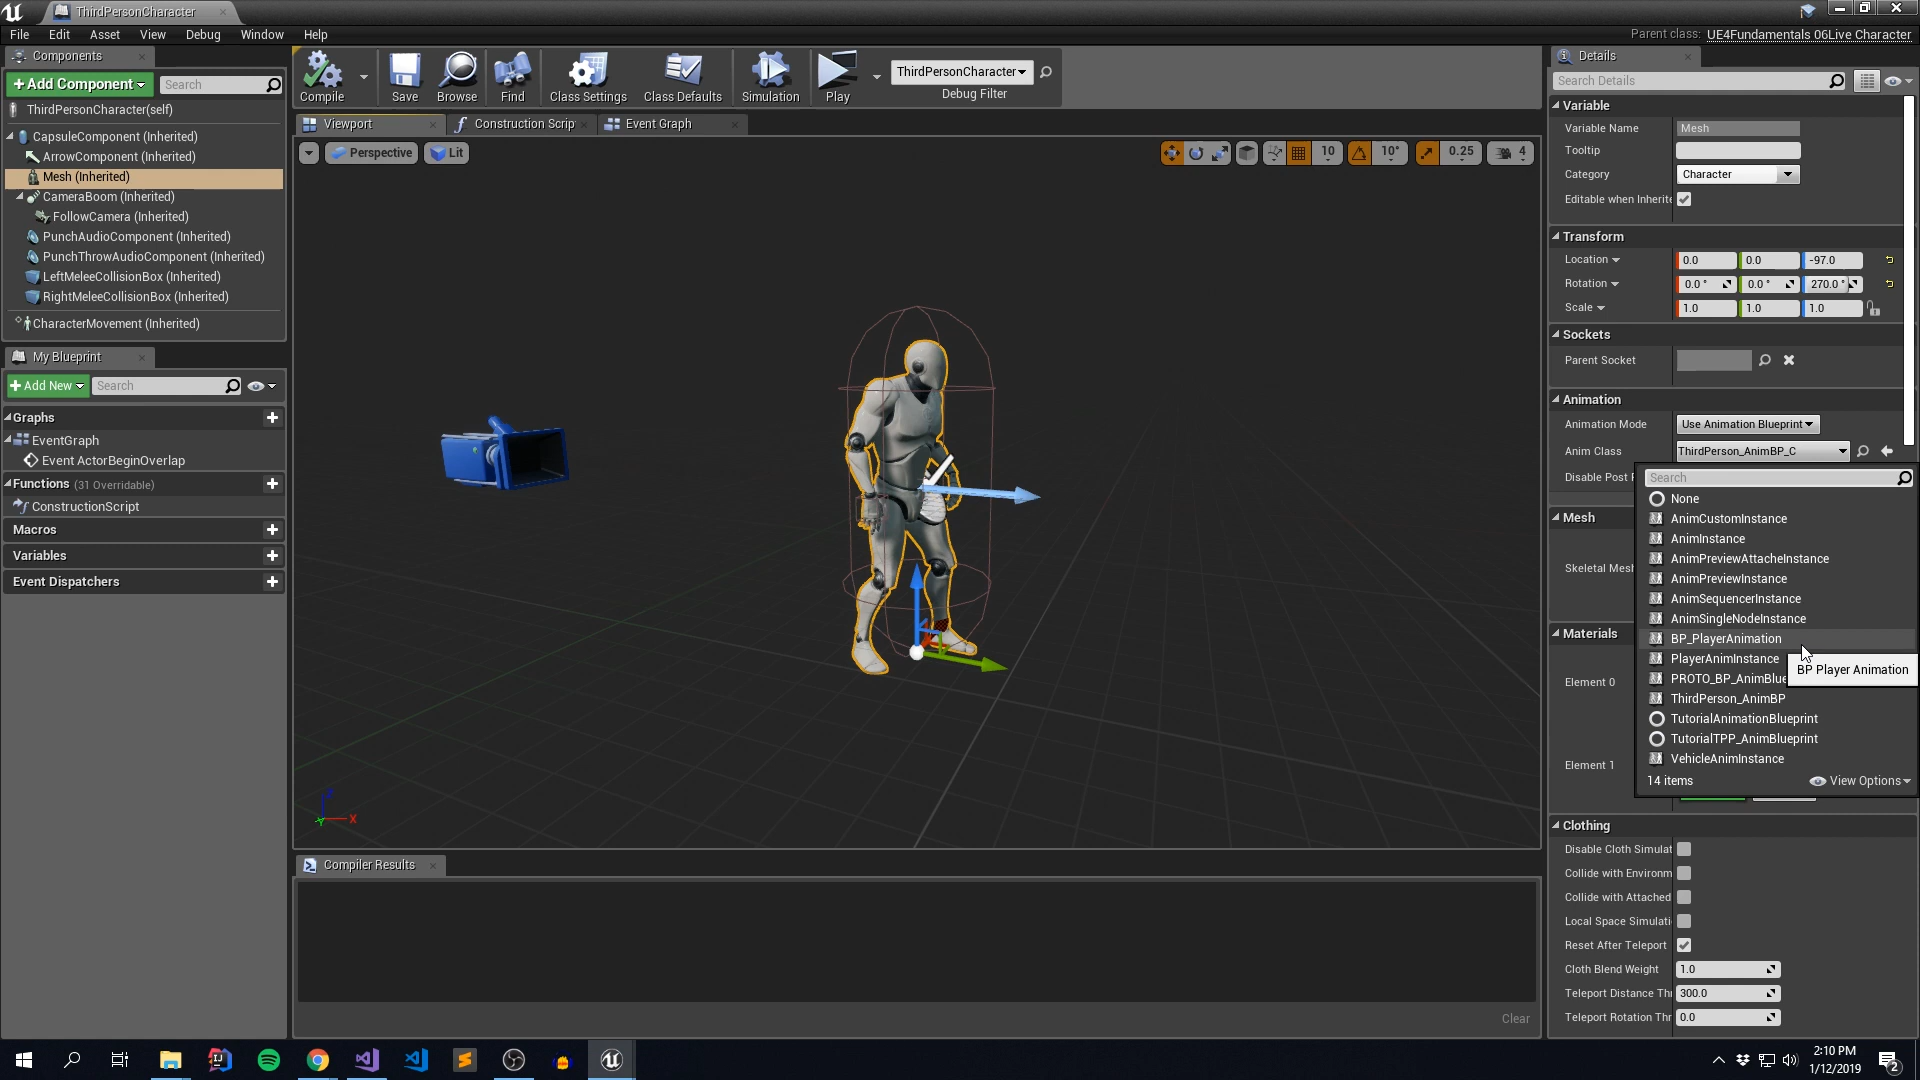 ThirdPersonCharacter
File Edit Asset View Debug Window Help
Parent class: UE4Fundamentals 06Live Character
Components
+Add Component
Search
ThirdPersonCharacter(self)
CapsuleComponent (Inherited)
ArrowComponent (Inherited)
Mesh (Inherited)
CameraBoom (Inherited)
FollowCamera (Inherited)
PunchAudioComponent (Inherited)
PunchThrowAudioComponent (Inherited)
LeftMeleeCollisionBox (Inherited)
RightMeleeCollisionBox (Inherited)
CharacterMovement (Inherited)
My Blueprint
+Add New
Search
Graphs
EventGraph
Event ActorBeginOverlap
Functions (31 Overridable)
ConstructionScript
Macros
Variables
Event Dispatchers
Compile Save Browse Find Class Settings Class Defaults Simulation Play
ThirdPersonCharacter
Debug Filter
Viewport
Construction Scrip
Event Graph
Perspective Lit
10 10° 0.25 4
Z
X
Y
Compiler Results
Clear
Details
Search Details
Variable
Variable Name Mesh
Tooltip
Category Character
Editable when Inherite
Transform
Location 0.0 0.0 -97.0
Rotation 0.0 ° 0.0 ° 270.0 °
Scale 1.0 1.0 1.0
Sockets
Parent Socket
Animation
Animation Mode Use Animation Blueprint
Anim Class ThirdPerson_AnimBP_C
Disable Post P
Search
None
AnimCustomInstance
AnimInstance
AnimPreviewAttacheInstance
AnimPreviewInstance
AnimSequencerInstance
AnimSingleNodeInstance
BP_PlayerAnimation
PlayerAnimInstance
BP Player Animation
PROTO_BP_AnimBlue
ThirdPerson_AnimBP
TutorialAnimationBlueprint
TutorialTPP_AnimBlueprint
VehicleAnimInstance
14 items
View Options
Mesh
Skeletal Mesh
Materials
Element 0
Element 1
Clothing
Disable Cloth Simulat
Collide with Environm
Collide with Attached
Local Space Simulati
Reset After Teleport
Cloth Blend Weight 1.0
Teleport Distance Thr 300.0
Teleport Rotation Thr 0.0
2:10 PM
1/12/2019
2